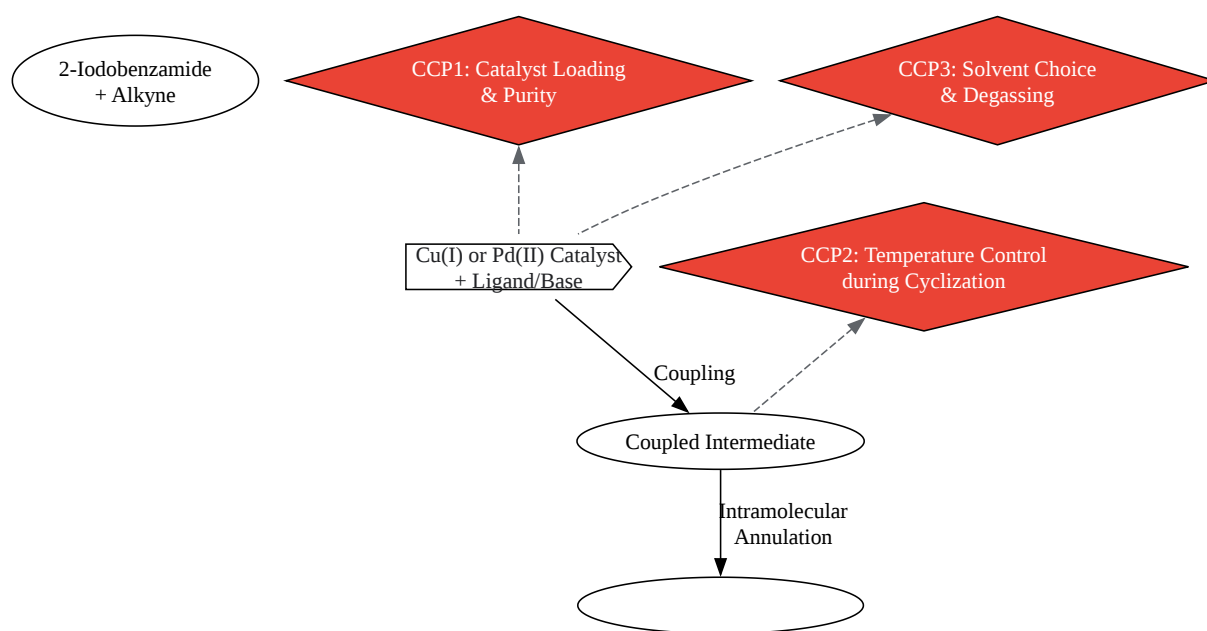 2-Iodobenzamide
+ Alkyne
CCP1: Catalyst Loading
& Purity
CCP3: Solvent Choice
& Degassing
Cu(I) or Pd(II) Catalyst
+ Ligand/Base
CCP2: Temperature Control
during Cyclization
Coupling
Coupled Intermediate
Intramolecular
Annulation